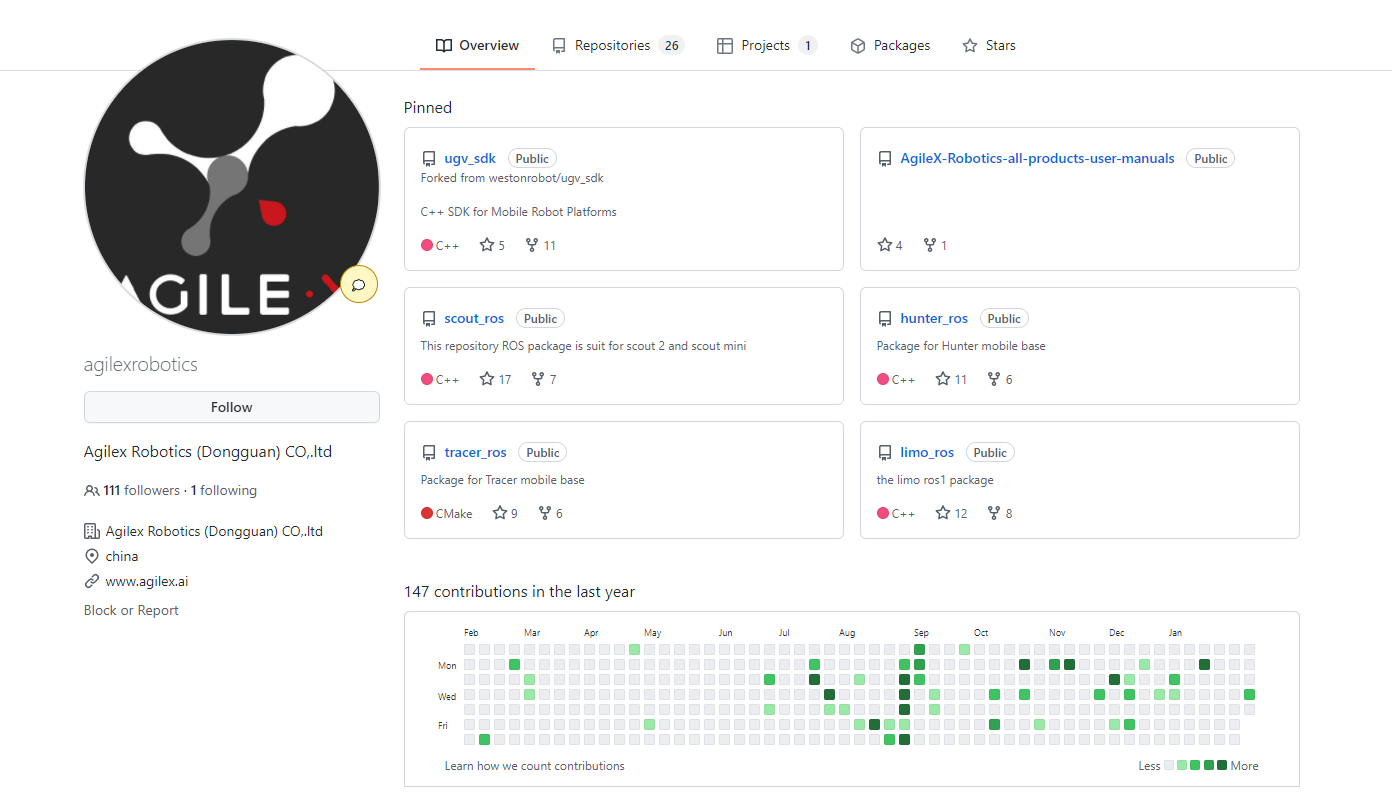 Overview Repositories 26 Projects 1 Packages Stars
AGILE
agilexrobotics
Follow
Agilex Robotics (Dongguan) CO,.ltd
111 followers · 1 following
Agilex Robotics (Dongguan) CO,.ltd
china
www.agilex.ai
Block or Report
Pinned
ugv_sdk Public
Forked from westonrobot/ugv_sdk
C++ SDK for Mobile Robot Platforms
C++ 5 11
AgileX-Robotics-all-products-user-manuals Public
4 1
scout_ros Public
This repository ROS package is suit for scout 2 and scout mini
C++ 17 7
hunter_ros Public
Package for Hunter mobile base
C++ 11 6
tracer_ros Public
Package for Tracer mobile base
CMake 9 6
limo_ros Public
the limo ros1 package
C++ 12 8
147 contributions in the last year
Feb Mar Apr May Jun Jul Aug Sep Oct Nov Dec Jan
Mon
Wed
Fri
Learn how we count contributions
Less More